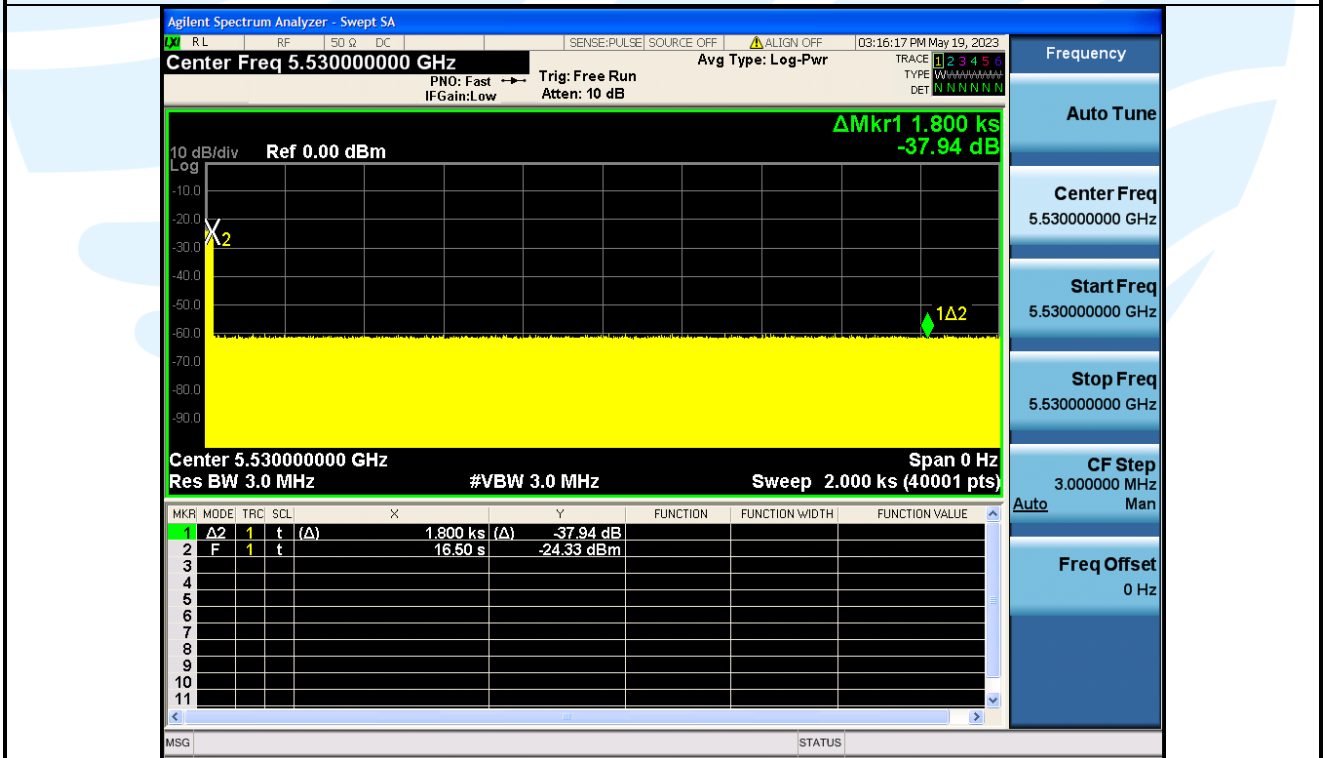 Agilent Spectrum Analyzer - Swept SA
LXI RL RF 50 Ω DC SENSE:PULSE SOURCE OFF ALIGN OFF 03:16:17 PM May 19, 2023
Center Freq 5.530000000 GHz
PNO: Fast
IFGain:Low
Trig: Free Run
Atten: 10 dB
Avg Type: Log-Pwr
TRACE 1 2 3 4 5 6
TYPE WWWWWW
DET N N N N N N
ΔMkr1 1.800 ks
-37.94 dB
10 dB/div Ref 0.00 dBm
Log
-10.0
-20.0
-30.0
-40.0
-50.0
-60.0
-70.0
-80.0
-90.0
2
1Δ2
Center 5.530000000 GHz Span 0 Hz
Res BW 3.0 MHz #VBW 3.0 MHz Sweep 2.000 ks (40001 pts)
MKR MODE TRC SCL X Y FUNCTION FUNCTION WIDTH FUNCTION VALUE
1 Δ2 1 t (Δ) 1.800 ks (Δ) -37.94 dB
2 F 1 t 16.50 s -24.33 dBm
3
4
5
6
7
8
9
10
11
MSG STATUS
Frequency
Auto Tune
Center Freq
5.530000000 GHz
Start Freq
5.530000000 GHz
Stop Freq
5.530000000 GHz
CF Step
3.000000 MHz
Auto Man
Freq Offset
0 Hz